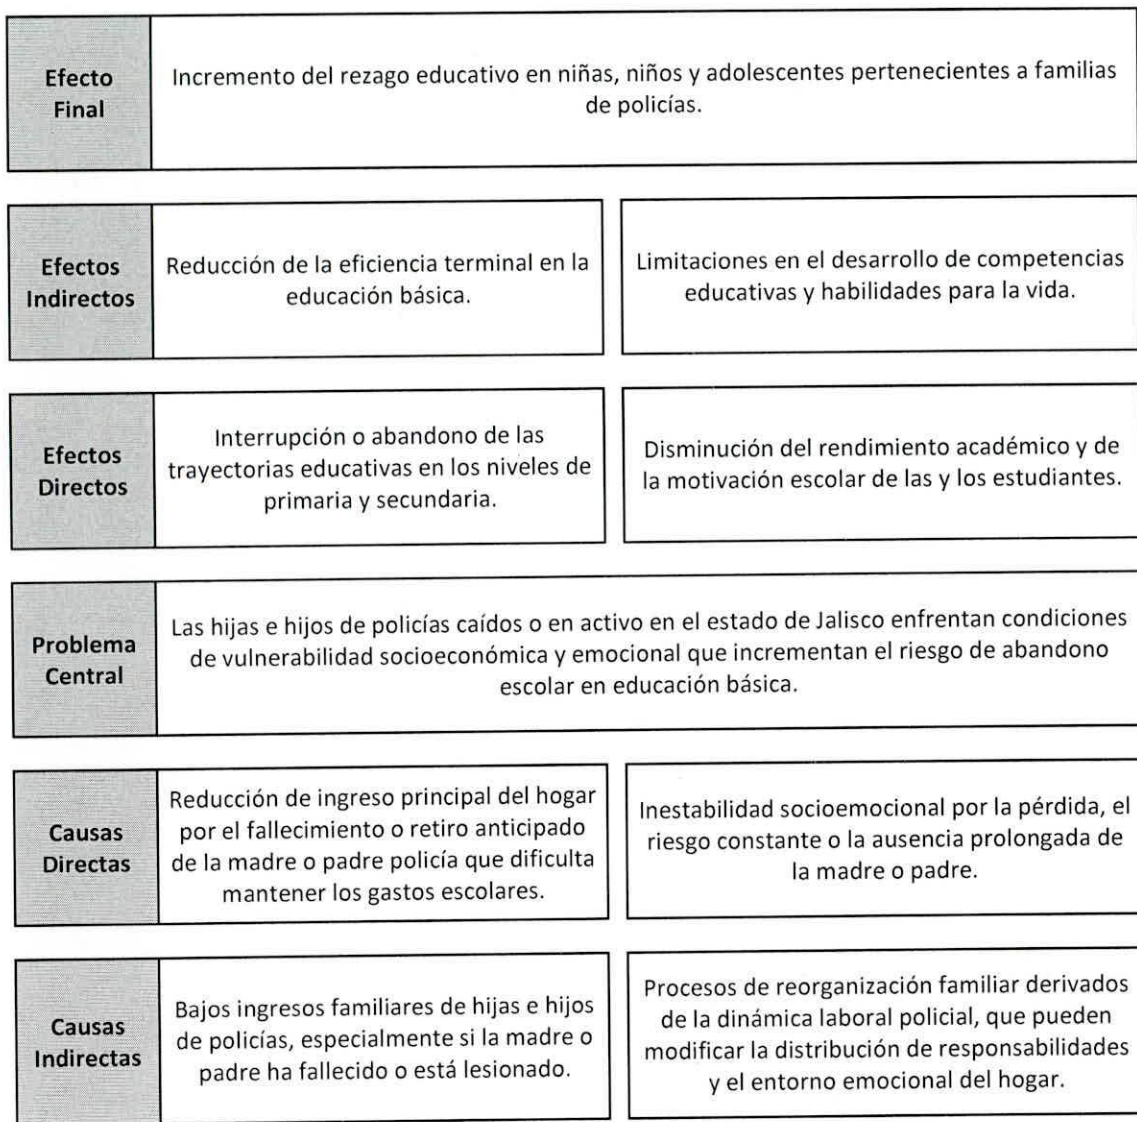 Efecto
Final
Incremento del rezago educativo en niñas, niños y adolescentes pertenecientes a familias
de policías.
Efectos
Indirectos
Reducción de la eficiencia terminal en la
educación básica.
Limitaciones en el desarrollo de competencias
educativas y habilidades para la vida.
Efectos
Directos
Interrupción o abandono de las
trayectorias educativas en los niveles de
primaria y secundaria.
Disminución del rendimiento académico y de
la motivación escolar de las y los estudiantes.
Problema
Central
Las hijas e hijos de policías caídos o en activo en el estado de Jalisco enfrentan condiciones
de vulnerabilidad socioeconómica y emocional que incrementan el riesgo de abandono
escolar en educación básica.
Causas
Directas
Reducción de ingreso principal del hogar
por el fallecimiento o retiro anticipado
de la madre o padre policía que dificulta
mantener los gastos escolares.
Inestabilidad socioemocional por la pérdida, el
riesgo constante o la ausencia prolongada de
la madre o padre.
Causas
Indirectas
Bajos ingresos familiares de hijas e hijos
de policías, especialmente si la madre o
padre ha fallecido o está lesionado.
Procesos de reorganización familiar derivados
de la dinámica laboral policial, que pueden
modificar la distribución de responsabilidades
y el entorno emocional del hogar.